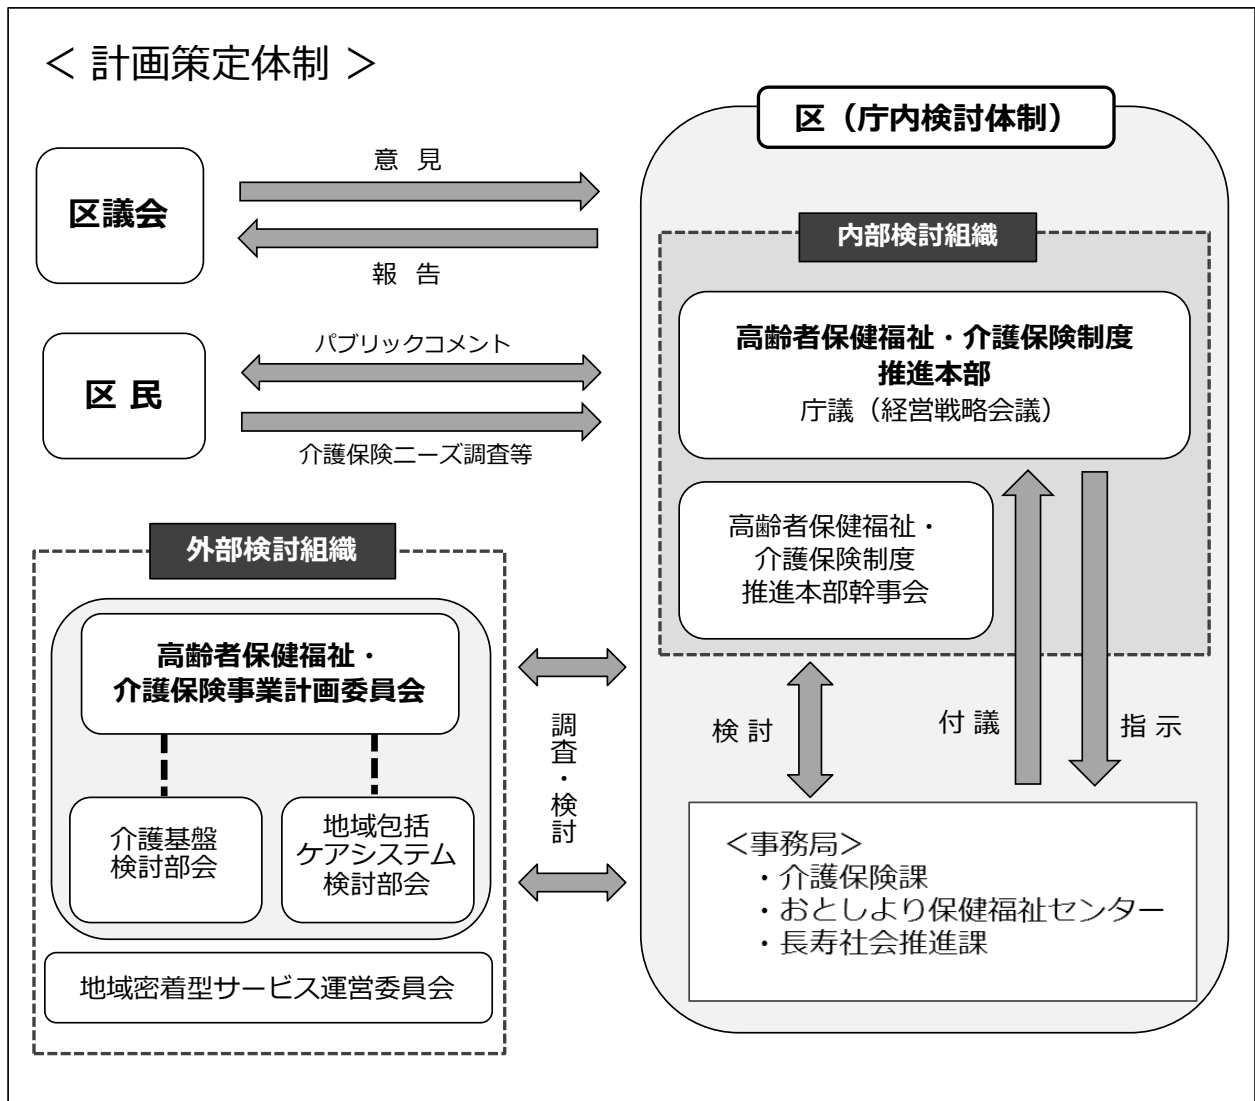 ＜ 計画策定体制 ＞
区議会
意 見
報 告
区 民
パブリックコメント
介護保険ニーズ調査等
外部検討組織
高齢者保健福祉・
介護保険事業計画委員会
介護基盤
検討部会
地域包括
ケアシステム
検討部会
地域密着型サービス運営委員会
調査・検討
区（庁内検討体制）
内部検討組織
高齢者保健福祉・介護保険制度
推進本部
庁議（経営戦略会議）
高齢者保健福祉・
介護保険制度
推進本部幹事会
検 討
付 議
指 示
＜事務局＞
・介護保険課
・おとしより保健福祉センター
・長寿社会推進課